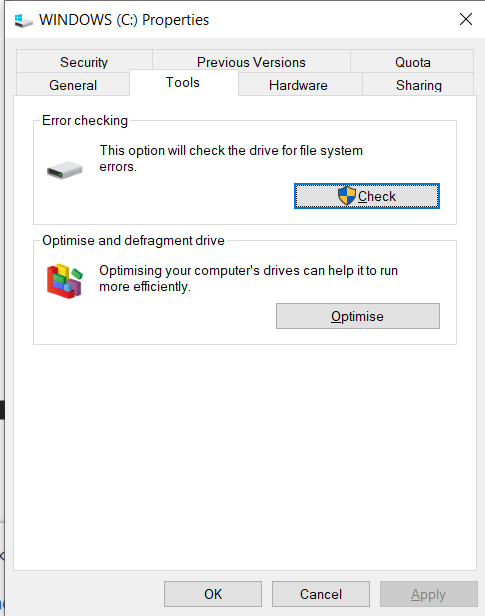 WINDOWS (C:) Properties
Security
Previous Versions
Quota
General
Tools
Hardware
Sharing
Error checking
This option will check the drive for file system
errors.
Check
Optimise and defragment drive
Optimising your computer's drives can help it to run
more efficiently.
Optimise
OK
Cancel
Apply